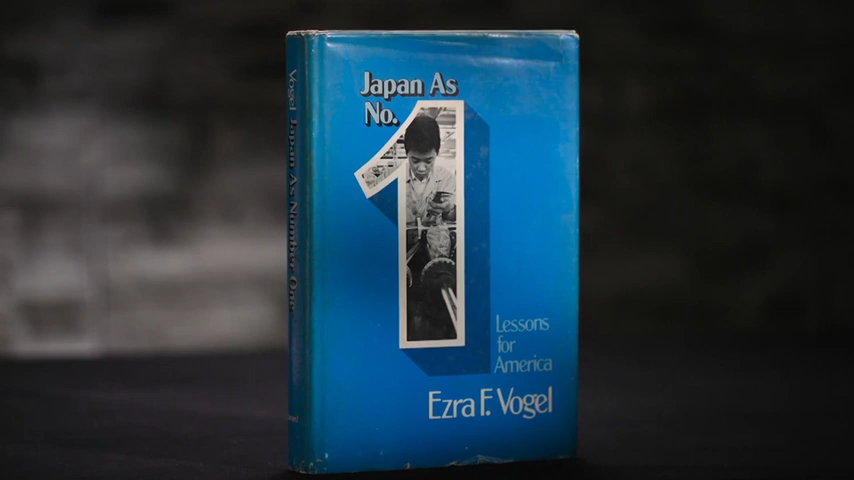 Vogel Japan As Number One
Japan As
No. 1
Lessons
for
America
Ezra F. Vogel